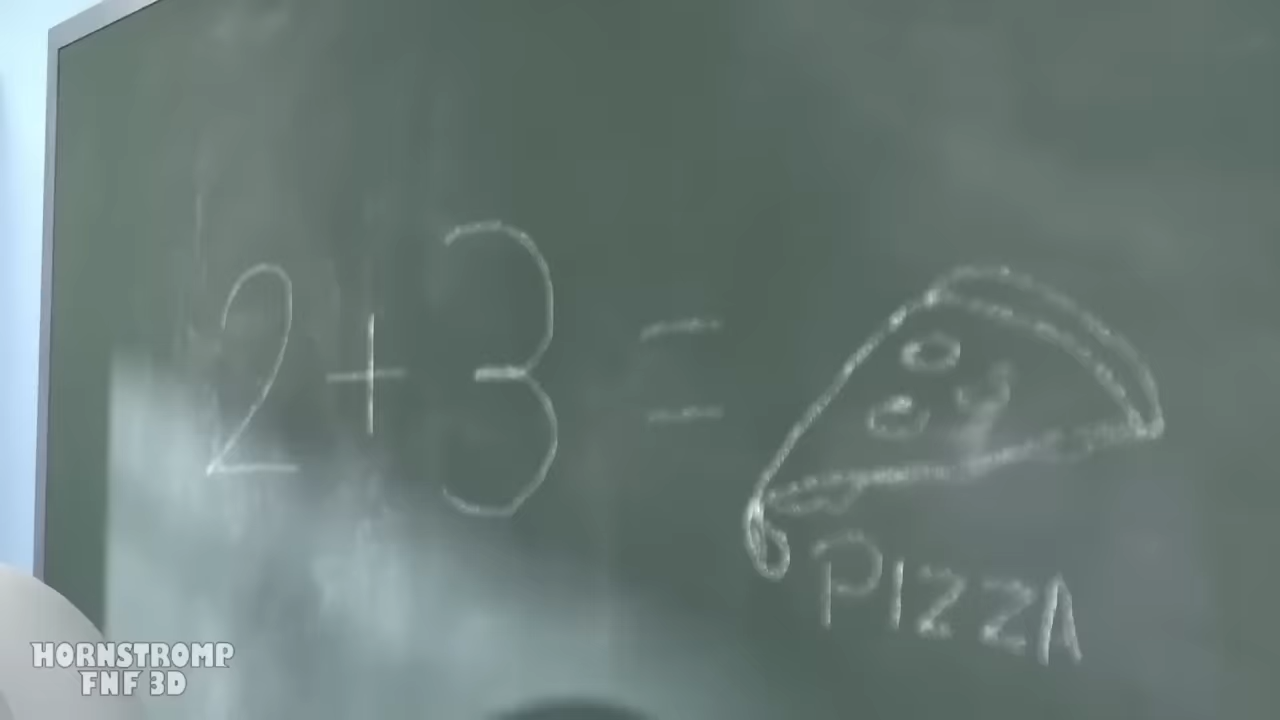 2+3 =
PIZZA
HORNSTROMP
FNF 3D